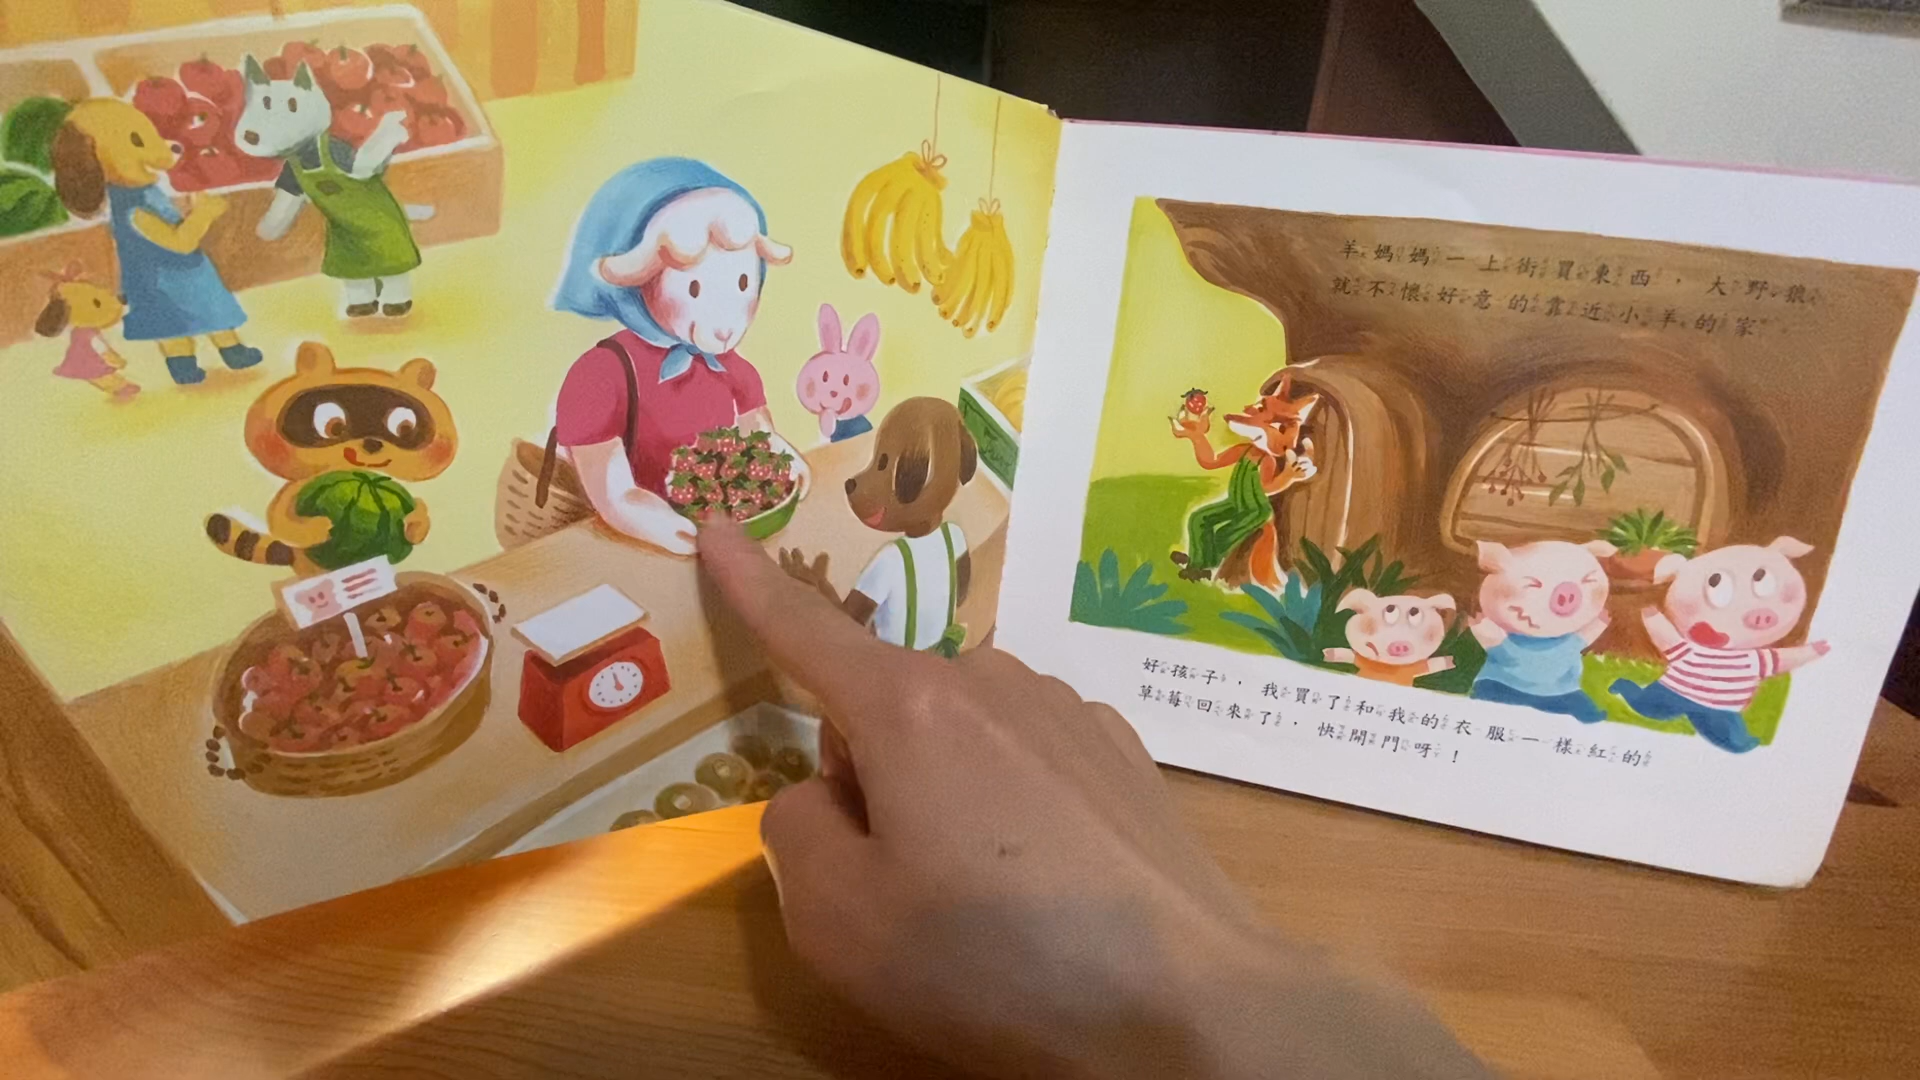 羊媽媽一上街買東西，大野狼
就不懷好意的靠近小羊的家。
好孩子，我買了和我的衣服一樣紅的
草莓回來了，快開門呀！